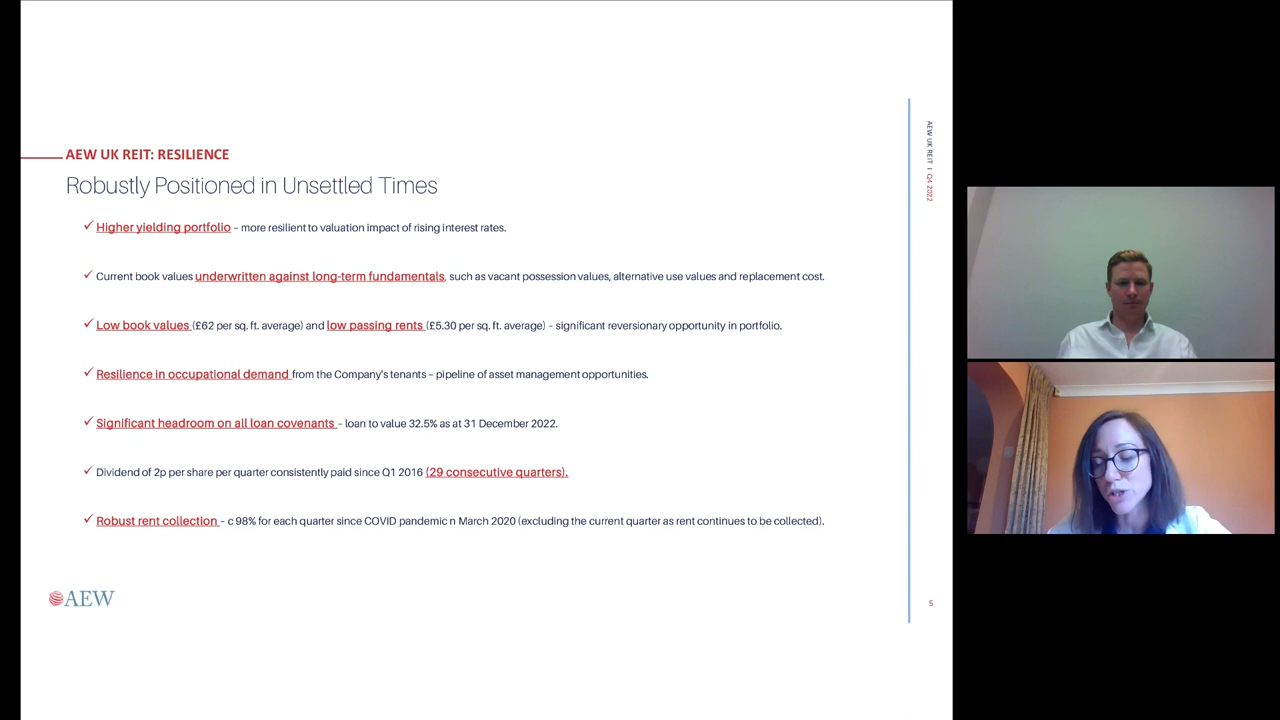 AEW UK REIT: RESILIENCE
Robustly Positioned in Unsettled Times
Higher yielding portfolio – more resilient to valuation impact of rising interest rates.
Current book values underwritten against long-term fundamentals, such as vacant possession values, alternative use values and replacement cost.
Low book values (£62 per sq. ft. average) and low passing rents (£5.30 per sq. ft. average) – significant reversionary opportunity in portfolio.
Resilience in occupational demand from the Company's tenants – pipeline of asset management opportunities.
Significant headroom on all loan covenants – loan to value 32.5% as at 31 December 2022.
Dividend of 2p per share per quarter consistently paid since Q1 2016 (29 consecutive quarters).
Robust rent collection – c 98% for each quarter since COVID pandemic n March 2020 (excluding the current quarter as rent continues to be collected).
AEW
AEW UK REIT | Q4 2022
5